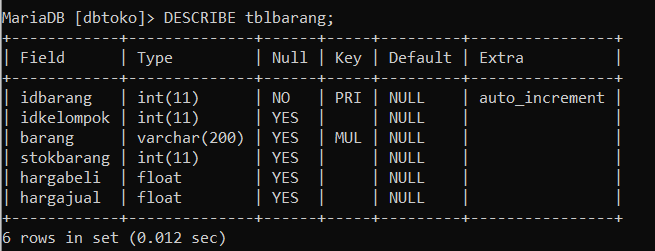 MariaDB [dbtoko]> DESCRIBE tblbarang;
+------------+--------------+------+-----+---------+----------------+
| Field      | Type         | Null | Key | Default | Extra          |
+------------+--------------+------+-----+---------+----------------+
| idbarang   | int(11)      | NO   | PRI | NULL    | auto_increment |
| idkelompok | int(11)      | YES  |     | NULL    |                |
| barang     | varchar(200) | YES  | MUL | NULL    |                |
| stokbarang | int(11)      | YES  |     | NULL    |                |
| hargabeli  | float        | YES  |     | NULL    |                |
| hargajual  | float        | YES  |     | NULL    |                |
+------------+--------------+------+-----+---------+----------------+
6 rows in set (0.012 sec)